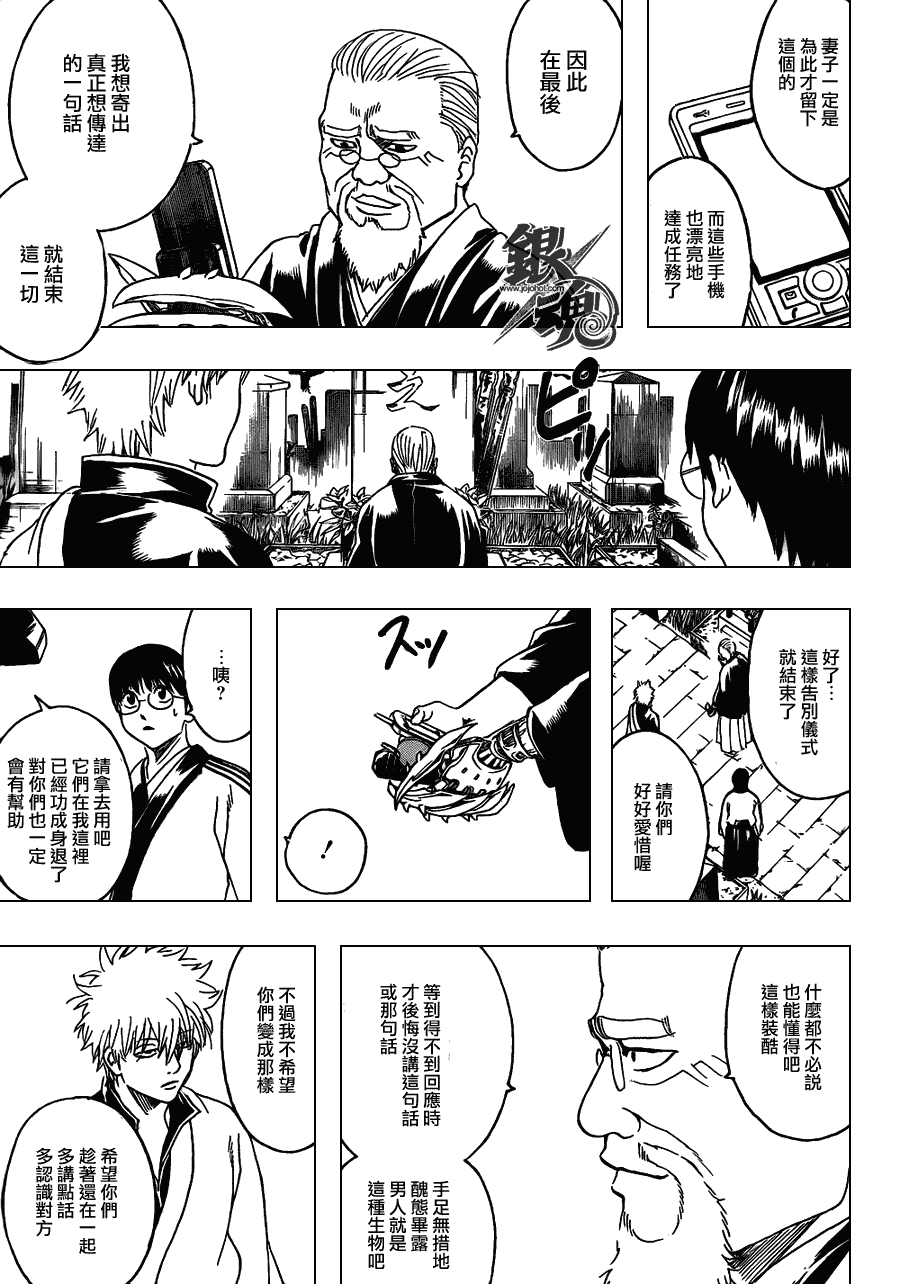 妻子一定是
為此才留下
這個的
而這些手機
也漂亮地
達成任務了
因此
在最後
我想寄出
真正想傳達
的一句話
就結束
這一切
銀魂
www.jojohot.com
ピッ
好了…
這樣告別儀式
就結束了
請你們
好好愛惜喔
スッ
!
…咦?
請拿去用吧
它們在我這裡
已經功成身退了
對你們也一定
會有幫助
什麼都不必說
也能懂得吧
這樣裝酷
等到得不到回應時
才後悔沒講這句話
或那句話
手足無措地
醜態畢露
男人就是
這種生物吧
不過我不希望
你們變成那樣
希望你們
趁著還在一起
多講點話
多認識對方